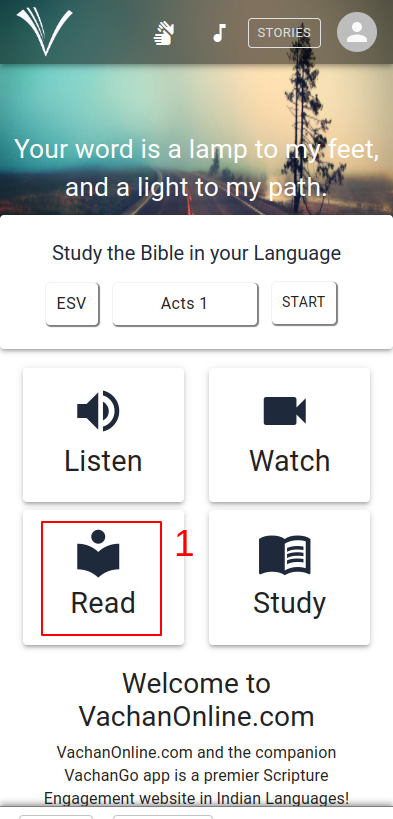 STORIES
Your word is a lamp to my feet,
and a light to my path.
Study the Bible in your Language
ESV
Acts 1
START
Listen
Watch
1
Read
Study
Welcome to
VachanOnline.com
VachanOnline.com and the companion
VachanGo app is a premier Scripture
Engagement website in Indian Languages!